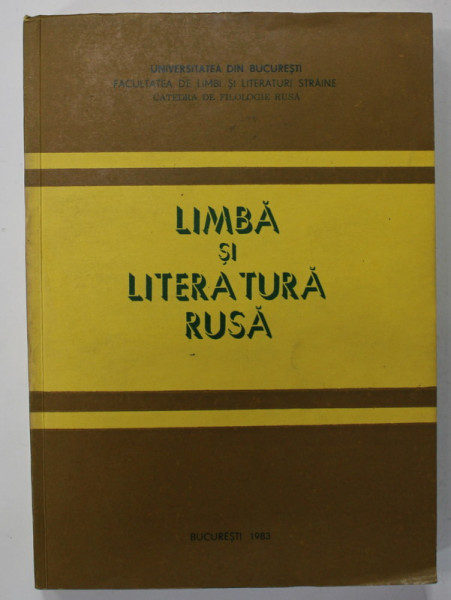 UNIVERSITATEA DIN BUCUREȘTI
FACULTATEA DE LIMBI ȘI LITERATURI STRĂINE
CATEDRA DE FILOLOGIE RUSĂ
LIMBĂ
ȘI
LITERATURĂ
RUSĂ
BUCUREȘTI 1983